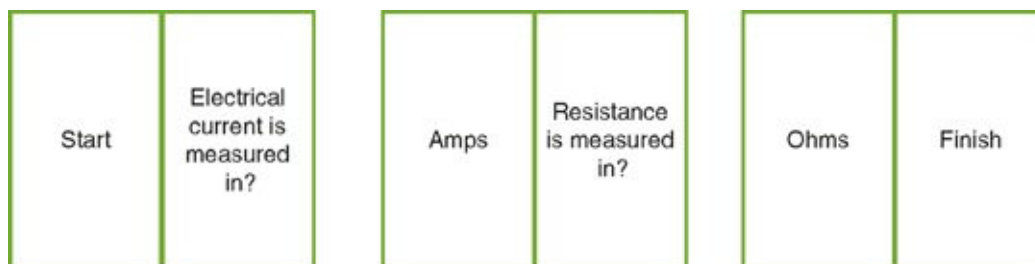 Start
Electrical
current is
measured
in?
Amps
Resistance
is measured
in?
Ohms
Finish